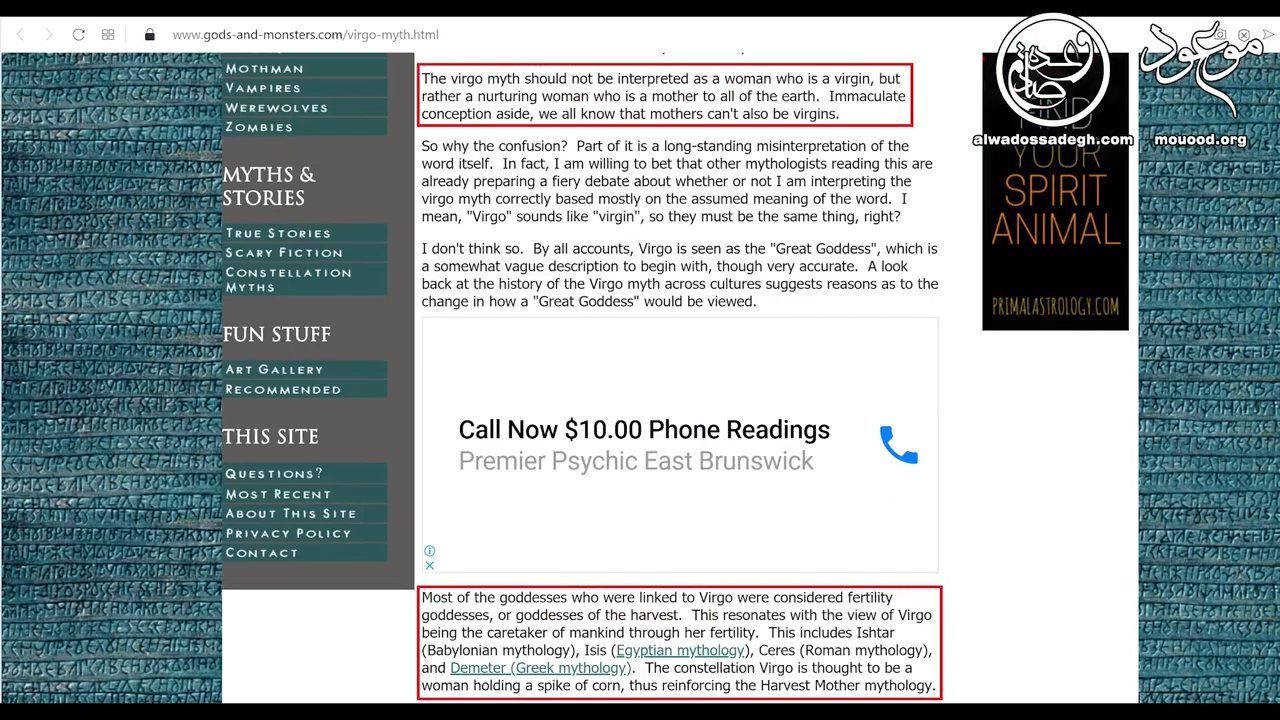 www.gods-and-monsters.com/virgo-myth.html
موعود
وعده صادق
alwadossadegh.com
mouood.org
MOTHMAN
VAMPIRES
WEREWOLVES
ZOMBIES
MYTHS &
STORIES
TRUE STORIES
SCARY FICTION
CONSTELLATION
MYTHS
FUN STUFF
ART GALLERY
RECOMMENDED
THIS SITE
QUESTIONS?
MOST RECENT
ABOUT THIS SITE
PRIVACY POLICY
CONTACT
The virgo myth should not be interpreted as a woman who is a virgin, but
rather a nurturing woman who is a mother to all of the earth.  Immaculate
conception aside, we all know that mothers can't also be virgins.
So why the confusion?  Part of it is a long-standing misinterpretation of the
word itself.  In fact, I am willing to bet that other mythologists reading this are
already preparing a fiery debate about whether or not I am interpreting the
virgo myth correctly based mostly on the assumed meaning of the word.  I
mean, "Virgo" sounds like "virgin", so they must be the same thing, right?
I don't think so.  By all accounts, Virgo is seen as the "Great Goddess", which is
a somewhat vague description to begin with, though very accurate.  A look
back at the history of the Virgo myth across cultures suggests reasons as to the
change in how a "Great Goddess" would be viewed.
Call Now $10.00 Phone Readings
Premier Psychic East Brunswick
Most of the goddesses who were linked to Virgo were considered fertility
goddesses, or goddesses of the harvest.  This resonates with the view of Virgo
being the caretaker of mankind through her fertility.  This includes Ishtar
(Babylonian mythology), Isis (Egyptian mythology), Ceres (Roman mythology),
and Demeter (Greek mythology).  The constellation Virgo is thought to be a
woman holding a spike of corn, thus reinforcing the Harvest Mother mythology.
FIND
YOUR
SPIRIT
ANIMAL
PRIMALASTROLOGY.COM